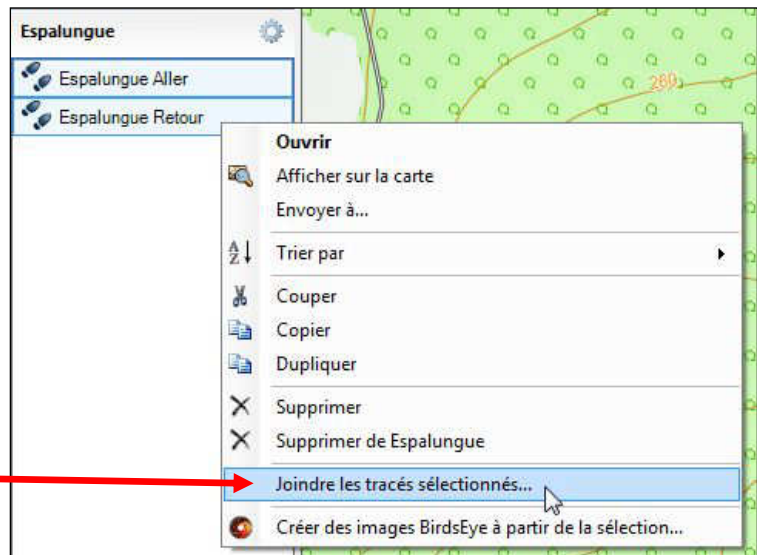 Espalungue
Espalungue Aller
Espalungue Retour
260
Ouvrir
Afficher sur la carte
Envoyer à...
Trier par
Couper
Copier
Dupliquer
Supprimer
Supprimer de Espalungue
Joindre les tracés sélectionnés...
Créer des images BirdsEye à partir de la sélection...